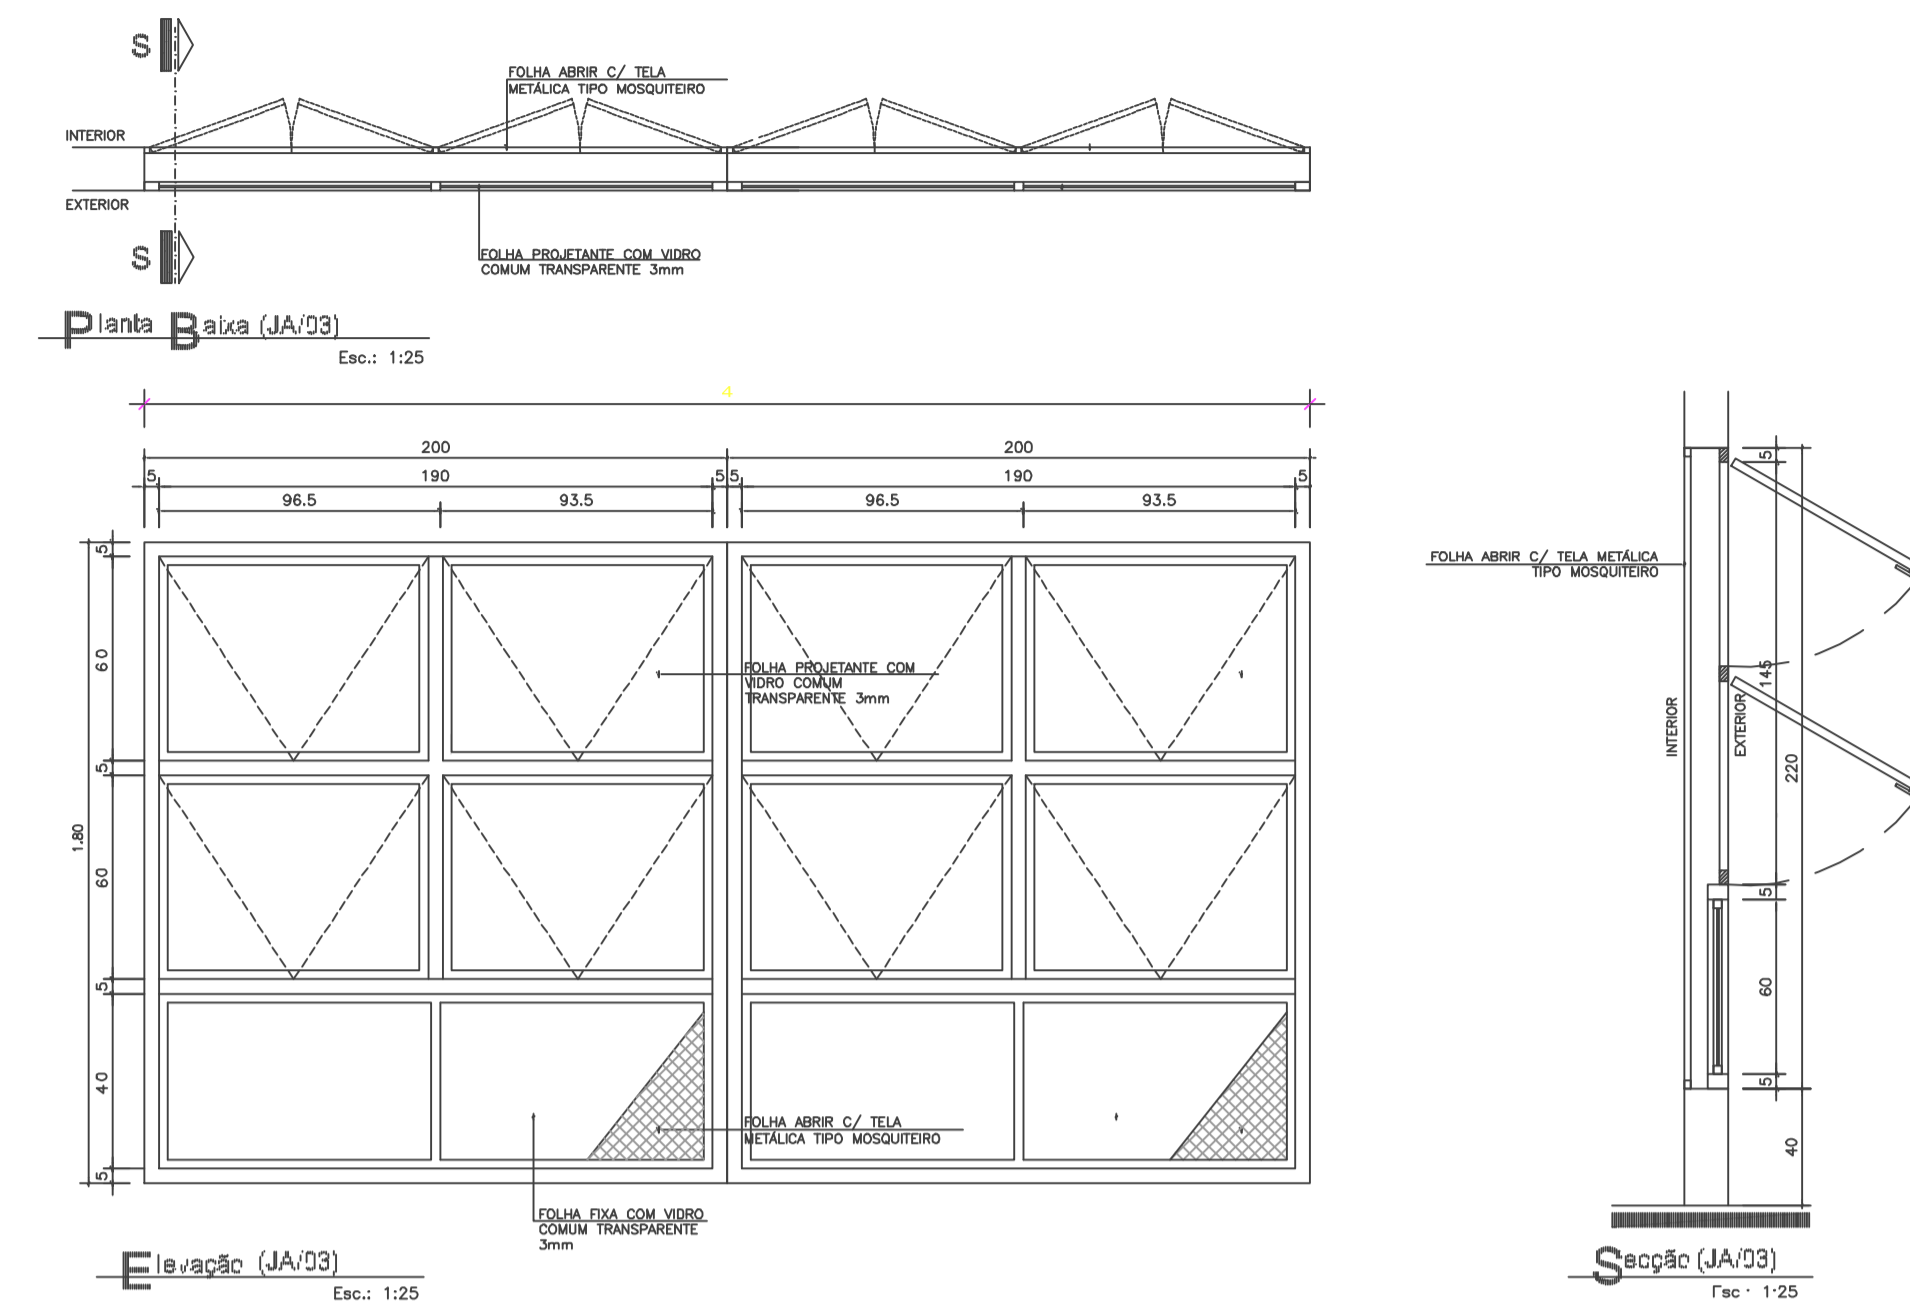 S
FOLHA ABRIR C/ TELA
METÁLICA TIPO MOSQUITEIRO
INTERIOR
EXTERIOR
S
FOLHA PROJETANTE COM VIDRO
COMUM TRANSPARENTE 3mm
Planta Baixa (JA/03)
Esc.: 1:25
4
200 200
5 190 5 5 190 5
96.5 93.5 96.5 93.5
5
60
5
60
5
40
5
1.80
FOLHA PROJETANTE COM
VIDRO COMUM
TRANSPARENTE 3mm
FOLHA ABRIR C/ TELA
METÁLICA TIPO MOSQUITEIRO
FOLHA FIXA COM VIDRO
COMUM TRANSPARENTE
3mm
Elevação (JA/03)
Esc.: 1:25
FOLHA ABRIR C/ TELA METÁLICA
TIPO MOSQUITEIRO
INTERIOR
EXTERIOR
5
145
220
5
60
5
40
Secção (JA/03)
Esc.: 1:25